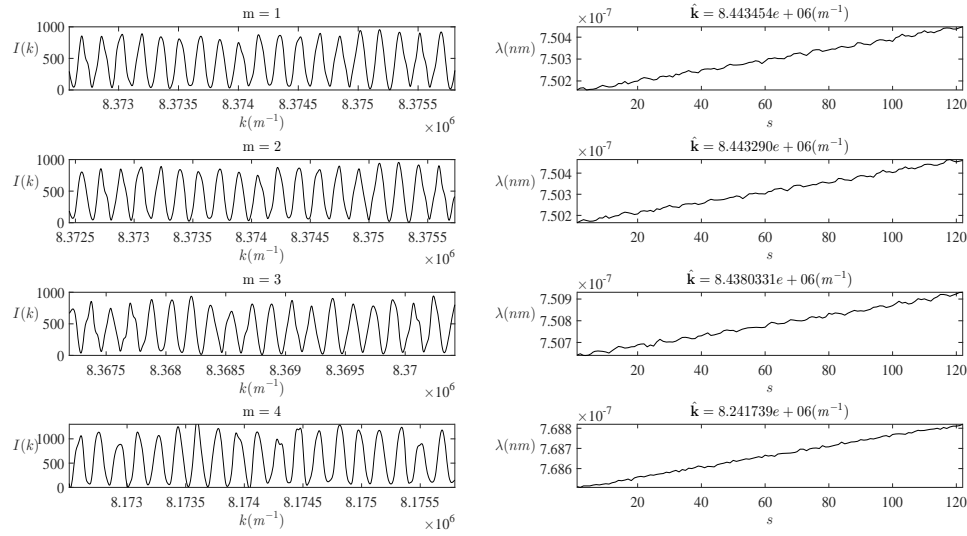 m = 1
I(k)
1000
500
0
8.373 8.3735 8.374 8.3745 8.375 8.3755
k(m⁻¹)
×10⁶
k̂ = 8.443454e + 06(m⁻¹)
×10⁻⁷
λ(nm)
7.504
7.503
7.502
20 40 60 80 100 120
s
m = 2
I(k)
1000
500
0
8.3725 8.373 8.3735 8.374 8.3745 8.375 8.3755
k(m⁻¹)
×10⁶
k̂ = 8.443290e + 06(m⁻¹)
×10⁻⁷
λ(nm)
7.504
7.503
7.502
20 40 60 80 100 120
s
m = 3
I(k)
1000
500
0
8.3675 8.368 8.3685 8.369 8.3695 8.37
k(m⁻¹)
×10⁶
k̂ = 8.4380331e + 06(m⁻¹)
×10⁻⁷
λ(nm)
7.509
7.508
7.507
20 40 60 80 100 120
s
m = 4
I(k)
1000
500
0
8.173 8.1735 8.174 8.1745 8.175 8.1755
k(m⁻¹)
×10⁶
k̂ = 8.241739e + 06(m⁻¹)
×10⁻⁷
λ(nm)
7.688
7.687
7.686
20 40 60 80 100 120
s